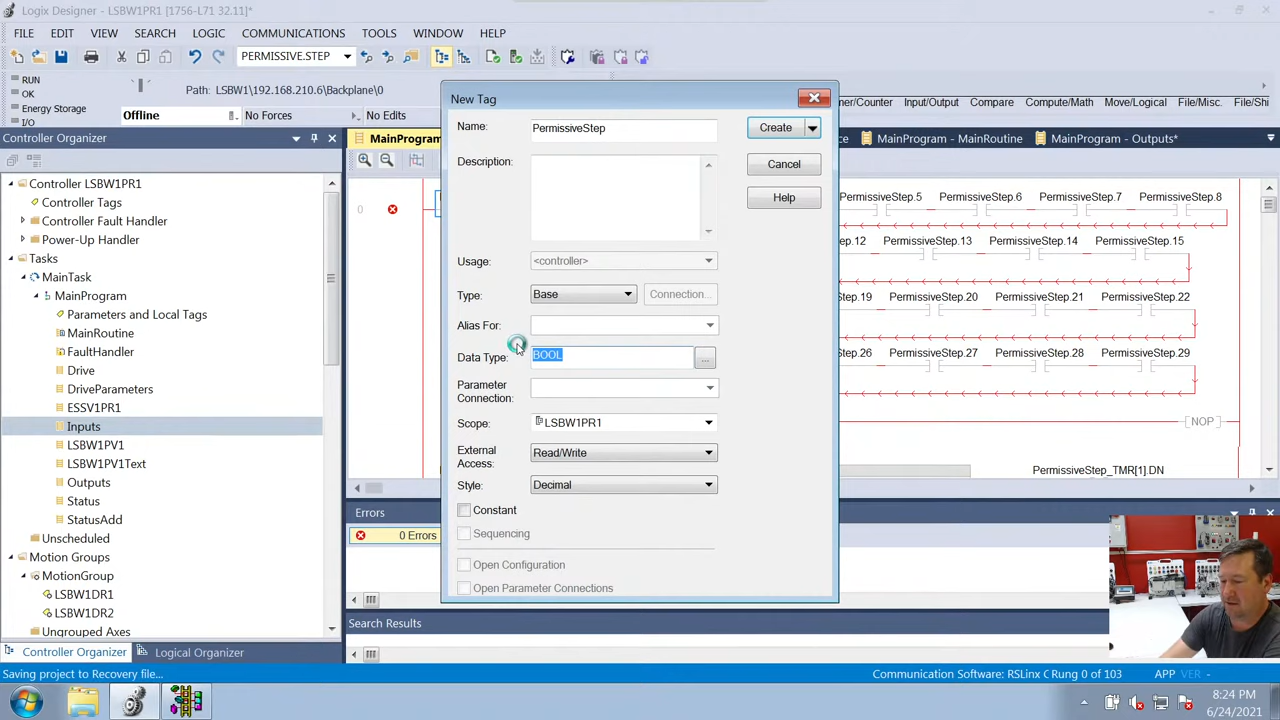 Logix Designer - LSBW1PR1 [1756-L71 32.11]*
FILE EDIT VIEW SEARCH LOGIC COMMUNICATIONS TOOLS WINDOW HELP
PERMISSIVE.STEP
RUN
OK
Energy Storage
I/O
Path: LSBW1\192.168.210.6\Backplane\0
Offline
No Forces
No Edits
Controller Organizer
Controller LSBW1PR1
Controller Tags
Controller Fault Handler
Power-Up Handler
Tasks
MainTask
MainProgram
Parameters and Local Tags
MainRoutine
FaultHandler
Drive
DriveParameters
ESSV1PR1
Inputs
LSBW1PV1
LSBW1PV1Text
Outputs
Status
StatusAdd
Unscheduled
Motion Groups
MotionGroup
LSBW1DR1
LSBW1DR2
Ungrouped Axes
Controller Organizer
Logical Organizer
MainProgram
0
New Tag
Name:
PermissiveStep
Description:
Usage:
<controller>
Type:
Base
Connection...
Alias For:
Data Type:
BOOL
...
Parameter
Connection:
Scope:
LSBW1PR1
External
Access:
Read/Write
Style:
Decimal
Constant
Sequencing
Open Configuration
Open Parameter Connections
Create
Cancel
Help
er/Counter Input/Output Compare Compute/Math Move/Logical File/Misc. File/Shi
MainProgram - Routine
MainProgram - Outputs*
PermissiveStep.5 PermissiveStep.6 PermissiveStep.7 PermissiveStep.8
.12 PermissiveStep.13 PermissiveStep.14 PermissiveStep.15
.19 PermissiveStep.20 PermissiveStep.21 PermissiveStep.22
.26 PermissiveStep.27 PermissiveStep.28 PermissiveStep.29
NOP
PermissiveStep_TMR[1].DN
Errors
0 Errors
Search Results
Saving project to Recovery file...
Communication Software: RSLinx C Rung 0 of 103
APP VER -
8:24 PM
6/24/2021